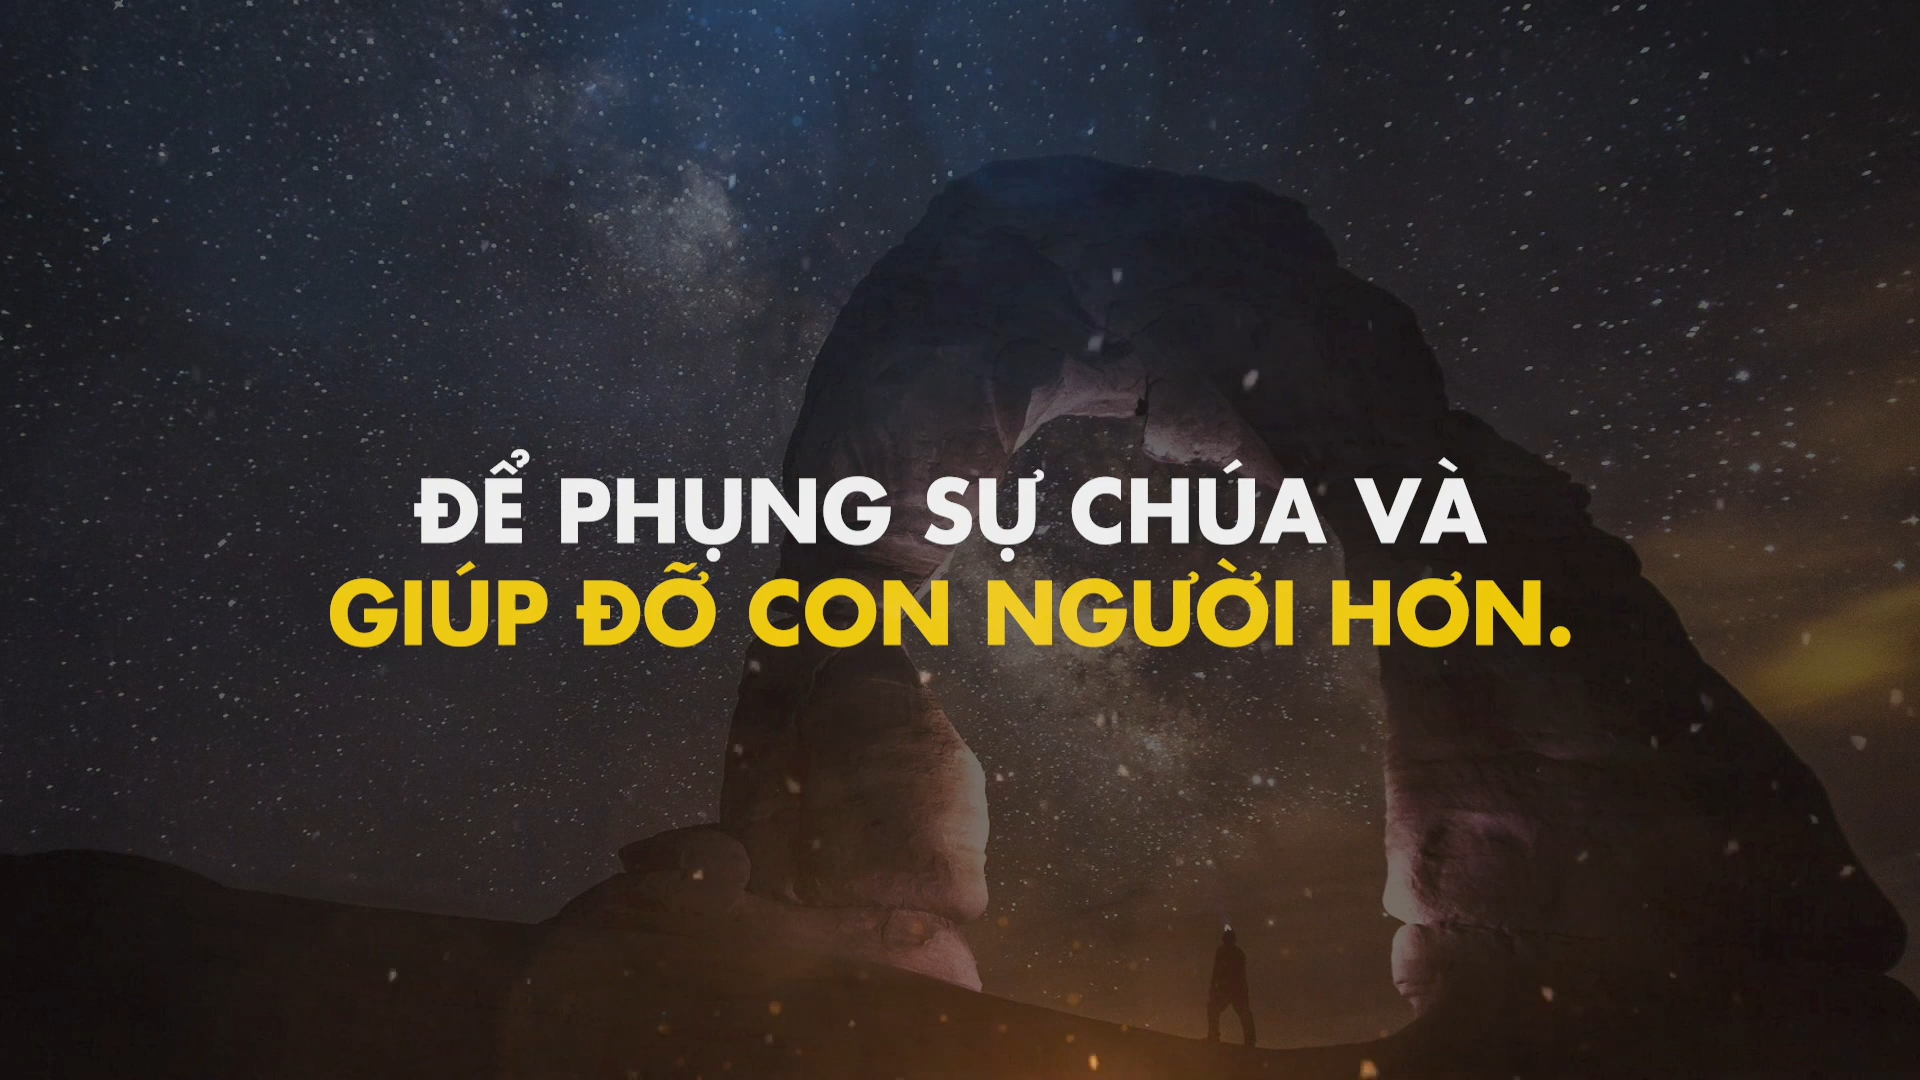 ĐỂ PHỤNG SỰ CHÚA VÀ
GIÚP ĐỠ CON NGƯỜI HƠN.